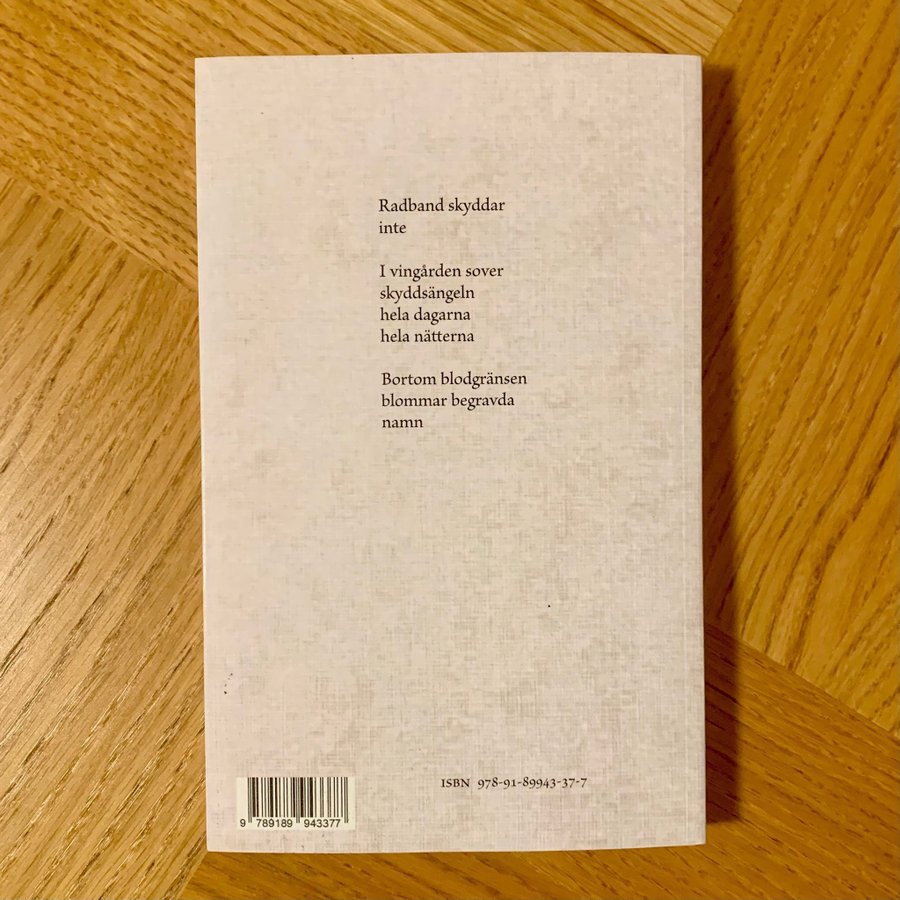 Radband skyddar
inte
I vingården sover
skyddsängeln
hela dagarna
hela nätterna
Bortom blodgränsen
blommar begravda
namn
ISBN 978-91-89943-37-7
9 789189 943377